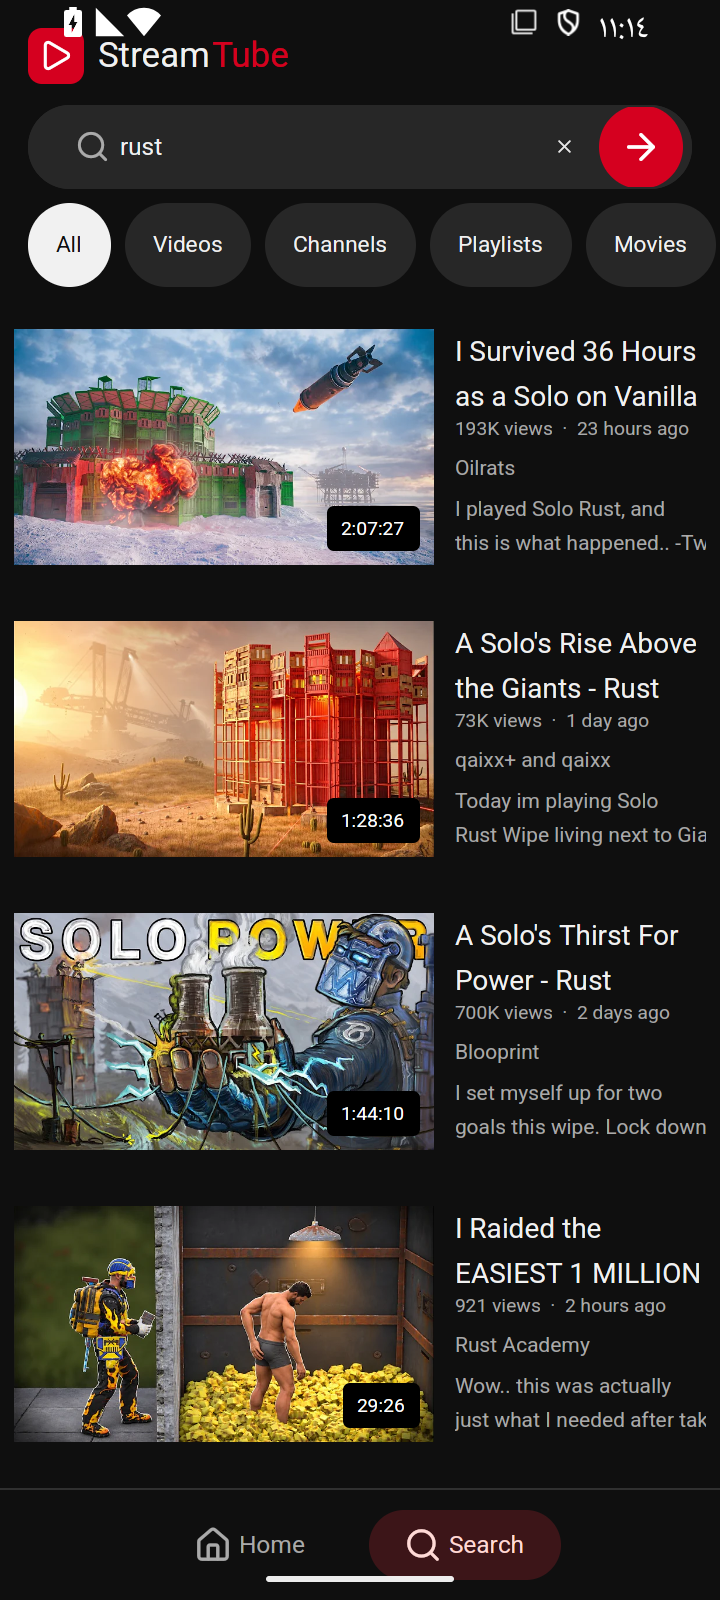 ١١:١٤
StreamTube
rust
All Videos Channels Playlists Movies
2:07:27
I Survived 36 Hours
as a Solo on Vanilla
193K views · 23 hours ago
Oilrats
I played Solo Rust, and
this is what happened.. -Tw
1:28:36
A Solo's Rise Above
the Giants - Rust
73K views · 1 day ago
qaixx+ and qaixx
Today im playing Solo
Rust Wipe living next to Gia
SOLO POWER
1:44:10
A Solo's Thirst For
Power - Rust
700K views · 2 days ago
Blooprint
I set myself up for two
goals this wipe. Lock down
29:26
I Raided the
EASIEST 1 MILLION
921 views · 2 hours ago
Rust Academy
Wow.. this was actually
just what I needed after tak
Home Search